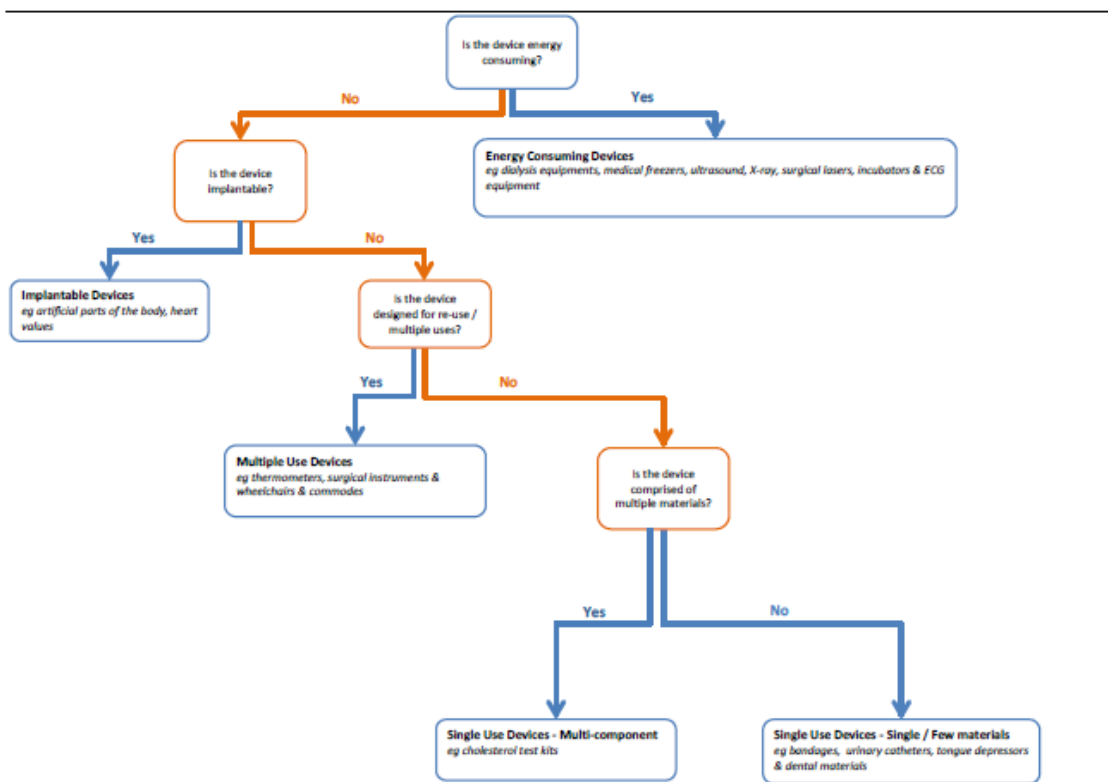 Is the device energy
consuming?
No
Yes
Energy Consuming Devices
eg dialysis equipments, medical freezers, ultrasound, X-ray, surgical lasers, incubators & ECG
equipment
Is the device
implantable?
Yes
No
Implantable Devices
eg artificial parts of the body, heart
values
Is the device
designed for re-use /
multiple uses?
Yes
No
Multiple Use Devices
eg thermometers, surgical instruments &
wheelchairs & commodes
Is the device
comprised of
multiple materials?
Yes
No
Single Use Devices - Multi-component
eg cholesterol test kits
Single Use Devices - Single / Few materials
eg bandages, urinary catheters, tongue depressors
& dental materials